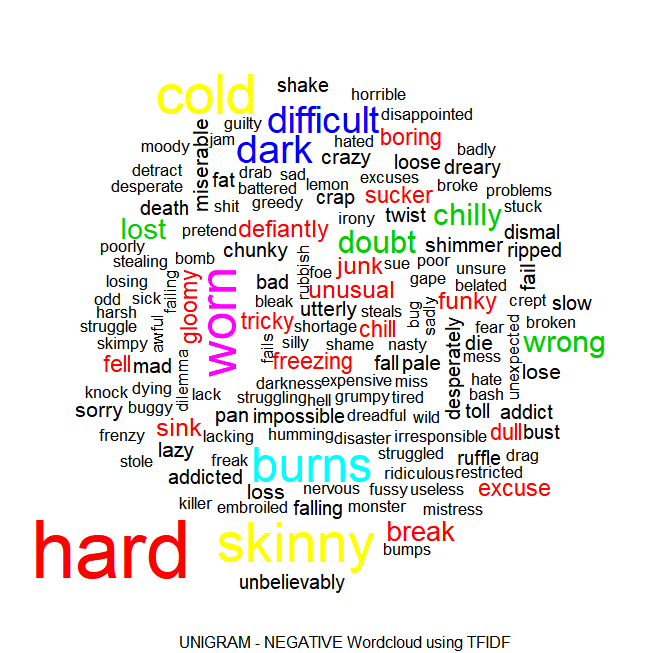 cold shake
horrible
guilty difficult disappointed
moody jam hated boring
miserable dark crazy badly
detract fat drab sad excuses loose dreary
desperate battered lemon sucker broke problems
death shit greedy crap twist chilly stuck
lost pretend defiantly irony
poorly chunky doubt shimmer dismal
stealing bomb rubbish junk sue poor unsure ripped
losing failing gloomy worn bad foe gape belated fail
odd sick bleak unusual funky crept slow
harsh utterly steals bug sadly
struggle awful tricky shortage chill fear broken
skimpy fails silly shame nasty desperately die unexpected wrong
fell mad dilemma freezing fall pale mess lose
knock dying lack darkness expensive miss hate
buggy struggling hell grumpy tired bash
sorry pan impossible dreadful wild toll addict
frenzy sink lacking humming disaster irresponsible dull bust
lazy struggled
stole freak burns ruffle drag
addicted ridiculous restricted
loss nervous fussy useless excuse
killer embroiled falling monster mistress
hard skinny break
bumps
unbelievably
UNIGRAM - NEGATIVE Wordcloud using TFIDF